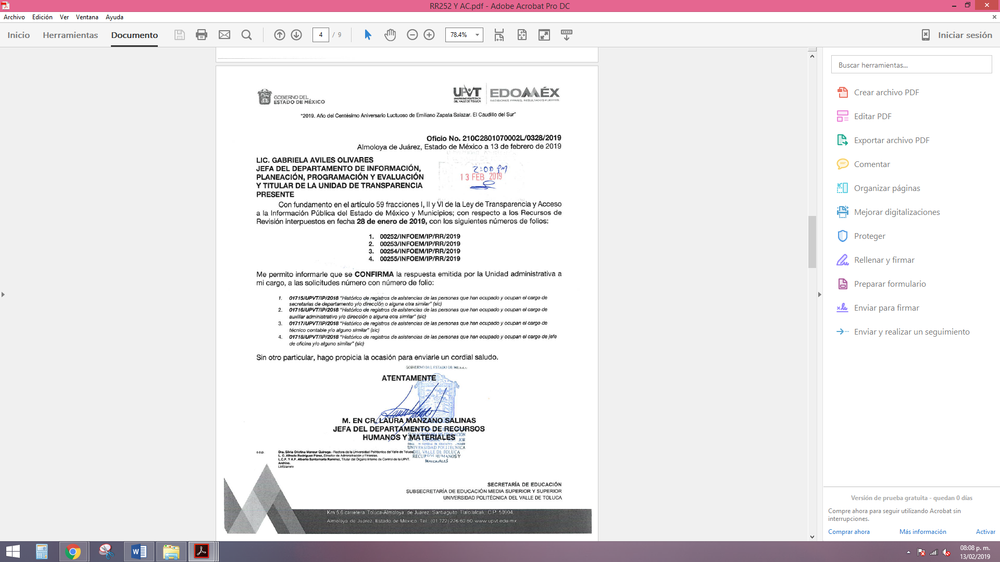 RR252 Y AC.pdf - Adobe Acrobat Pro DC
Archivo Edición Ver Ventana Ayuda
Inicio Herramientas Documento 4 / 9 78.4% Iniciar sesión
GOBIERNO DEL
ESTADO DE MÉXICO
UPVT
UNIVERSIDAD POLITÉCNICA
DEL VALLE DE TOLUCA
EDOMÉX
DECISIONES FIRMES, RESULTADOS FUERTES.
"2019. Año del Centésimo Aniversario Luctuoso de Emiliano Zapata Salazar. El Caudillo del Sur"
Oficio No. 210C2801070002L/0328/2019
Almoloya de Juárez, Estado de México a 13 de febrero de 2019
LIC. GABRIELA AVILES OLIVARES
JEFA DEL DEPARTAMENTO DE INFORMACIÓN,
PLANEACIÓN, PROGRAMACIÓN Y EVALUACIÓN
Y TITULAR DE LA UNIDAD DE TRANSPARENCIA
PRESENTE
2:00 PM
13 FEB 2019
Con fundamento en el artículo 59 fracciones I, II y VI de la Ley de Transparencia y Acceso
a la Información Pública del Estado de México y Municipios; con respecto a los Recursos de
Revisión interpuestos en fecha 28 de enero de 2019, con los siguientes números de folios:
1. 00252/INFOEM/IP/RR/2019
2. 00253/INFOEM/IP/RR/2019
3. 00254/INFOEM/IP/RR/2019
4. 00255/INFOEM/IP/RR/2019
Me permito informarle que se CONFIRMA la respuesta emitida por la Unidad administrativa a
mi cargo, a las solicitudes número con número de folio:
1. 01715/UPVT/IP/2018 "Histórico de registros de asistencias de las personas que han ocupado y ocupan el cargo de
secretarías de departamento y/o dirección o alguna otra similar" (sic)
2. 01716/UPVT/IP/2018 "Histórico de registros de asistencias de las personas que han ocupado y ocupan el cargo de
auxiliar administrativo y/o dirección o alguna otra similar" (sic)
3. 01717/UPVT/IP/2018 "Histórico de registros de asistencias de las personas que han ocupado y ocupan el cargo de
técnico contable y/o alguno similar" (sic)
4. 01718/UPVT/IP/2018 "Histórico de registros de asistencias de las personas que han ocupado y ocupan el cargo de jefe
de oficina y/o alguno similar" (sic)
Sin otro particular, hago propicia la ocasión para enviarle un cordial saludo.
GOBIERNO DEL ESTADO DE MÉXICO
ATENTAMENTE
M. EN CR. LAURA MANZANO SALINAS
JEFA DEL DEPARTAMENTO DE RECURSOS
HUMANOS Y MATERIALES
UNIVERSIDAD POLITÉCNICA
DEL VALLE DE TOLUCA
RECURSOS HUMANOS Y
MATERIALES
c.c.p. Dra. Silvia Cristina Manzur Quiroga.- Rectora de la Universidad Politécnica del Valle de Toluca
L. C. Alfredo Rodríguez Pérez, Director de Administración y Finanzas.
L.C.P. Y A.P. Alberto Santamaría Ramírez, Titular del Órgano Interno de Control de la UPVT.
Archivo.
LMS/ammr
SECRETARÍA DE EDUCACIÓN
SUBSECRETARÍA DE EDUCACIÓN MEDIA SUPERIOR Y SUPERIOR
UNIVERSIDAD POLITÉCNICA DEL VALLE DE TOLUCA
Km 5.6 carretera Toluca-Almoloya de Juárez, Santiaguito Tlalcilalcali, C.P. 50904,
Almoloya de Juárez, Estado de México. Tel.: (01 722) 276 60 60 www.upvt.edu.mx
Buscar herramientas...
Crear archivo PDF
Editar PDF
Exportar archivo PDF
Comentar
Organizar páginas
Mejorar digitalizaciones
Proteger
Rellenar y firmar
Preparar formulario
Enviar para firmar
Enviar y realizar un seguimiento
Versión de prueba gratuita - quedan 0 días
Compre ahora para seguir utilizando Acrobat sin
interrupciones.
Comprar ahora Más información Activar
08:08 p. m.
13/02/2019